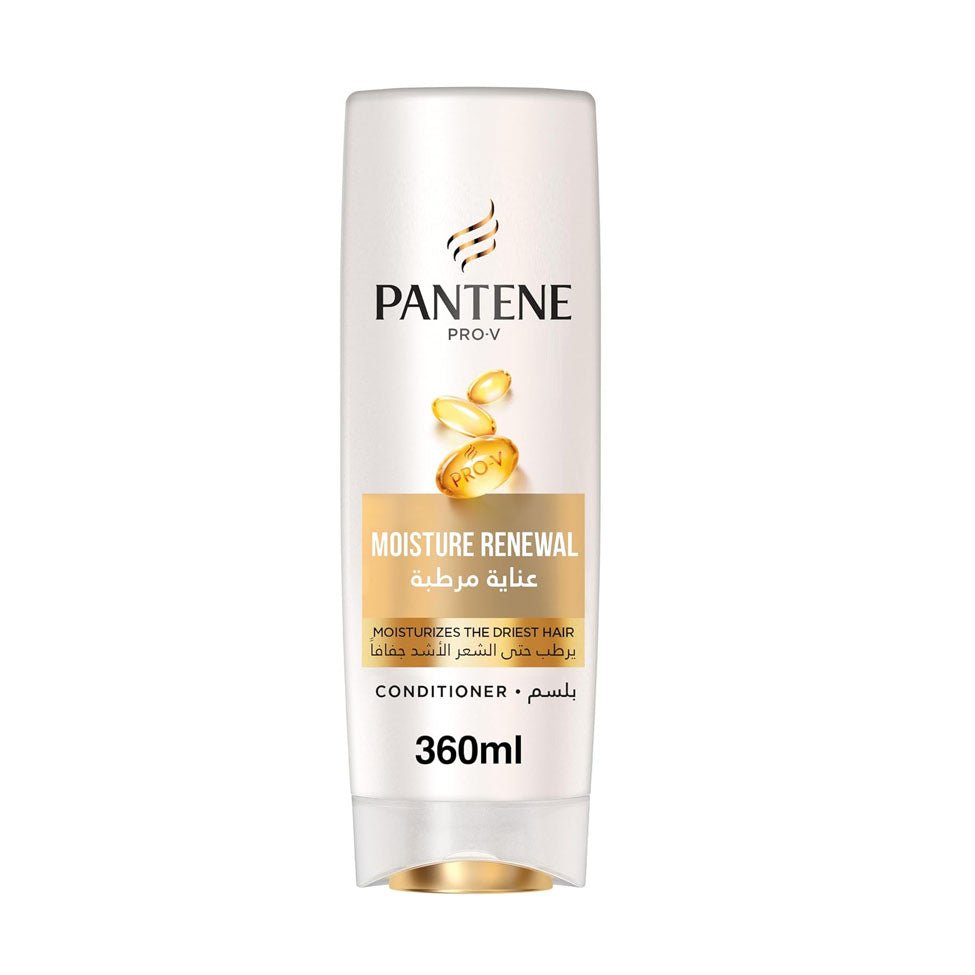 PANTENE
PRO-V
PRO-V
MOISTURE RENEWAL
عناية مرطبة
MOISTURIZES THE DRIEST HAIR
يرطب حتى الشعر الأشد جفافاً
CONDITIONER • بلسم
360ml